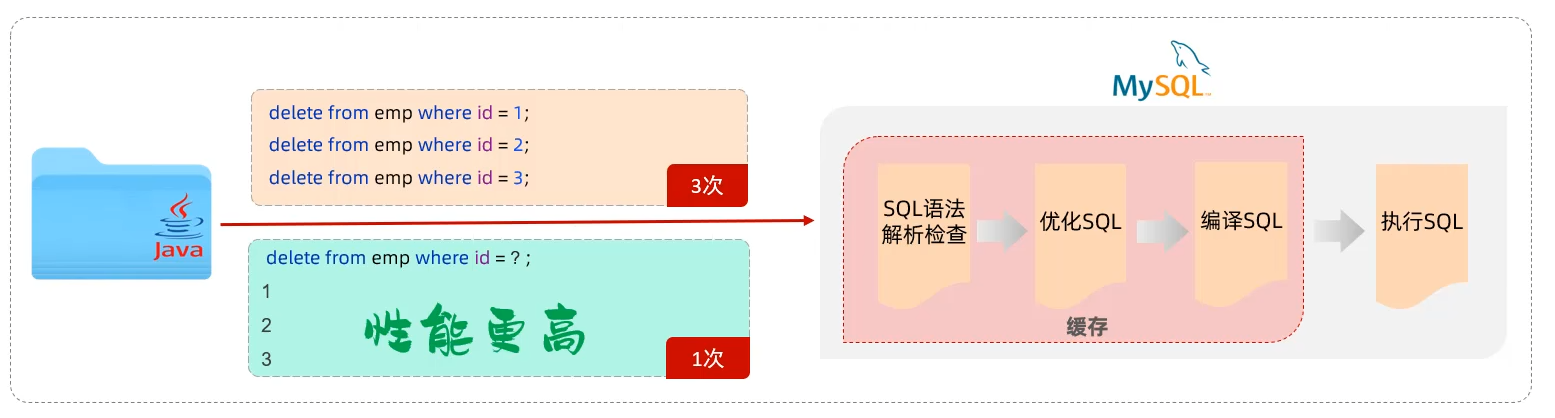 Java
delete from emp where id = 1;
delete from emp where id = 2;
delete from emp where id = 3;
3次
delete from emp where id = ? ;
1
2
3
性能更高
1次
MySQL™
SQL语法
解析检查
优化SQL
编译SQL
执行SQL
缓存